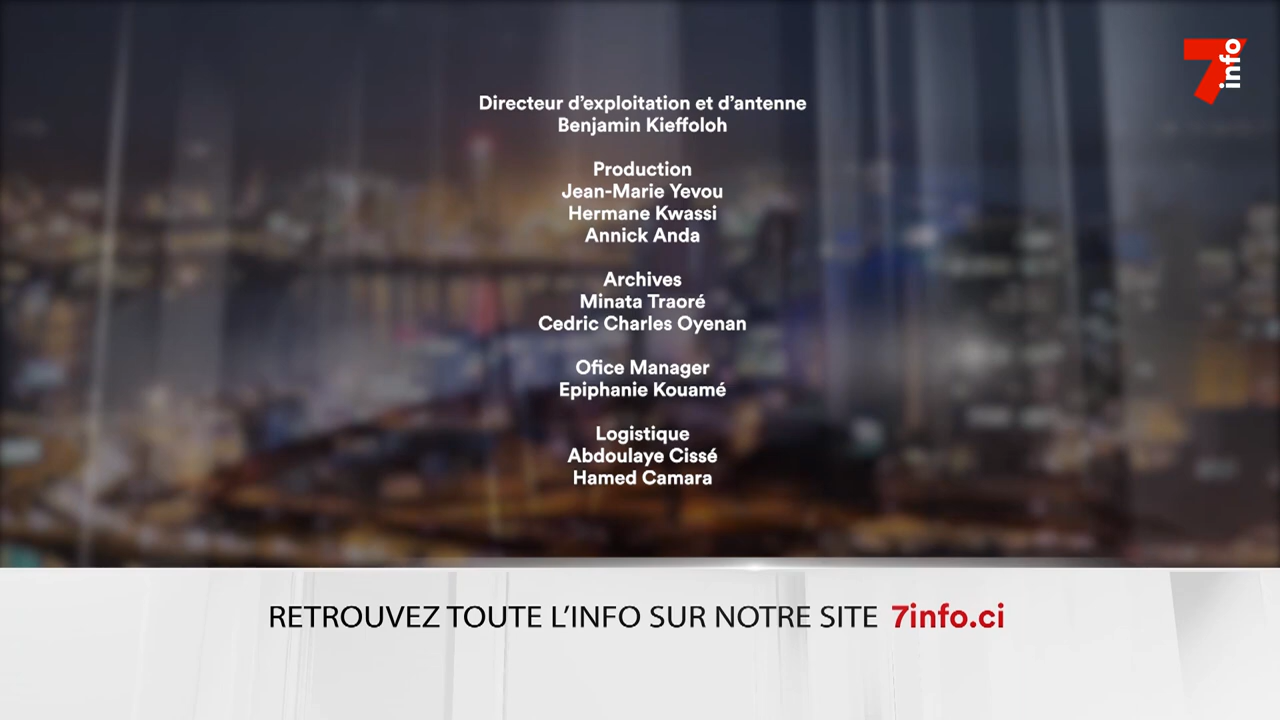 7info
Directeur d’exploitation et d’antenne
Benjamin Kieffoloh
Production
Jean-Marie Yevou
Hermane Kwassi
Annick Anda
Archives
Minata Traoré
Cedric Charles Oyenan
Ofice Manager
Epiphanie Kouamé
Logistique
Abdoulaye Cissé
Hamed Camara
RETROUVEZ TOUTE L’INFO SUR NOTRE SITE 7info.ci